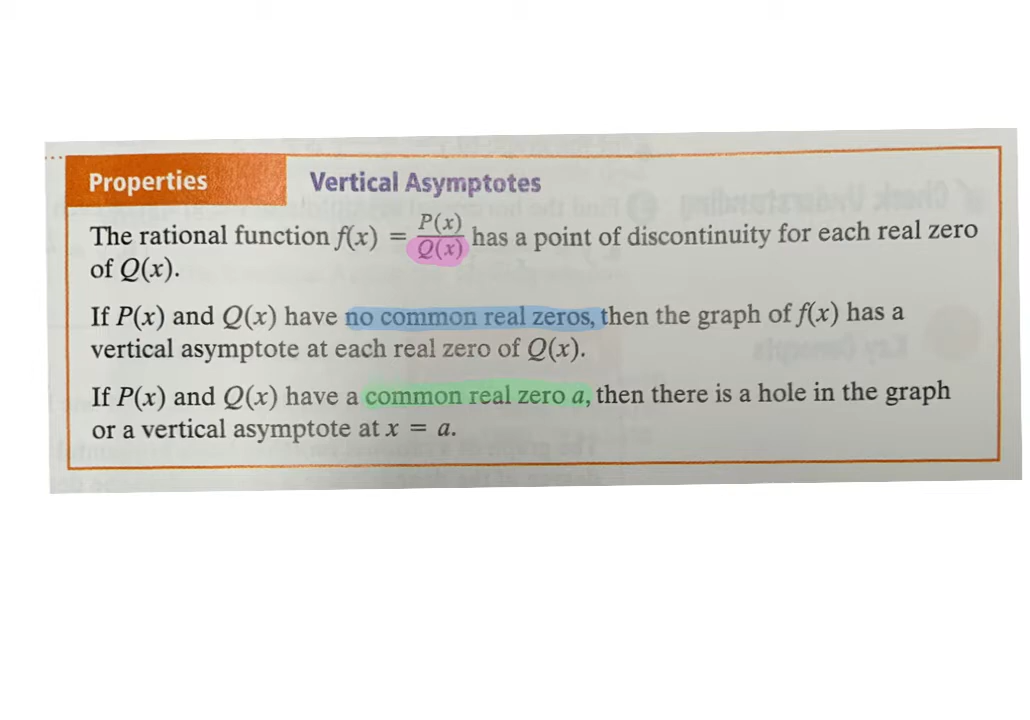 Properties Vertical Asymptotes
The rational function f(x) = P(x)/Q(x) has a point of discontinuity for each real zero
of Q(x).
If P(x) and Q(x) have no common real zeros, then the graph of f(x) has a
vertical asymptote at each real zero of Q(x).
If P(x) and Q(x) have a common real zero a, then there is a hole in the graph
or a vertical asymptote at x = a.